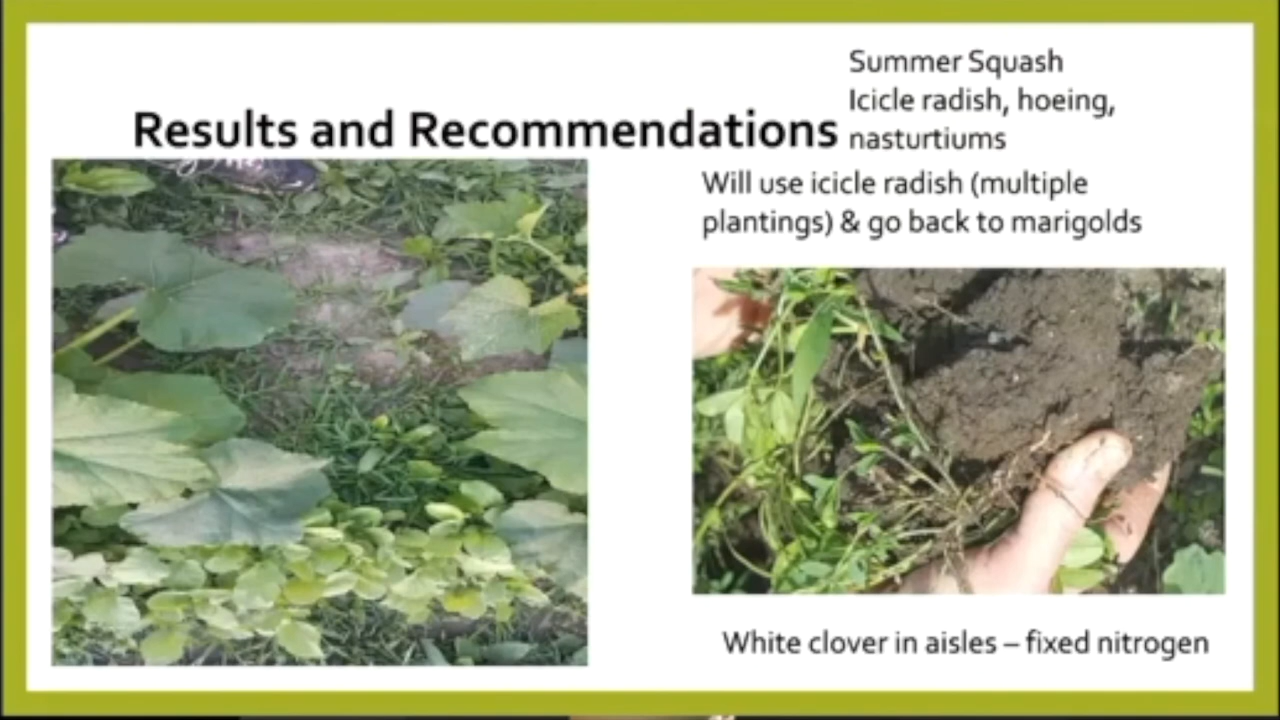 Results and Recommendations
Summer Squash
Icicle radish, hoeing,
nasturtiums
Will use icicle radish (multiple
plantings) & go back to marigolds
White clover in aisles – fixed nitrogen